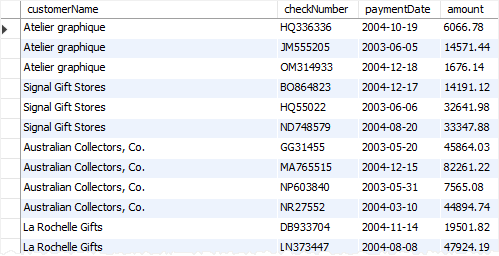 customerName checkNumber paymentDate amount
Atelier graphique HQ336336 2004-10-19 6066.78
Atelier graphique JM555205 2003-06-05 14571.44
Atelier graphique OM314933 2004-12-18 1676.14
Signal Gift Stores BO864823 2004-12-17 14191.12
Signal Gift Stores HQ55022 2003-06-06 32641.98
Signal Gift Stores ND748579 2004-08-20 33347.88
Australian Collectors, Co. GG31455 2003-05-20 45864.03
Australian Collectors, Co. MA765515 2004-12-15 82261.22
Australian Collectors, Co. NP603840 2003-05-31 7565.08
Australian Collectors, Co. NR27552 2004-03-10 44894.74
La Rochelle Gifts DB933704 2004-11-14 19501.82
La Rochelle Gifts LN373447 2004-08-08 47924.19